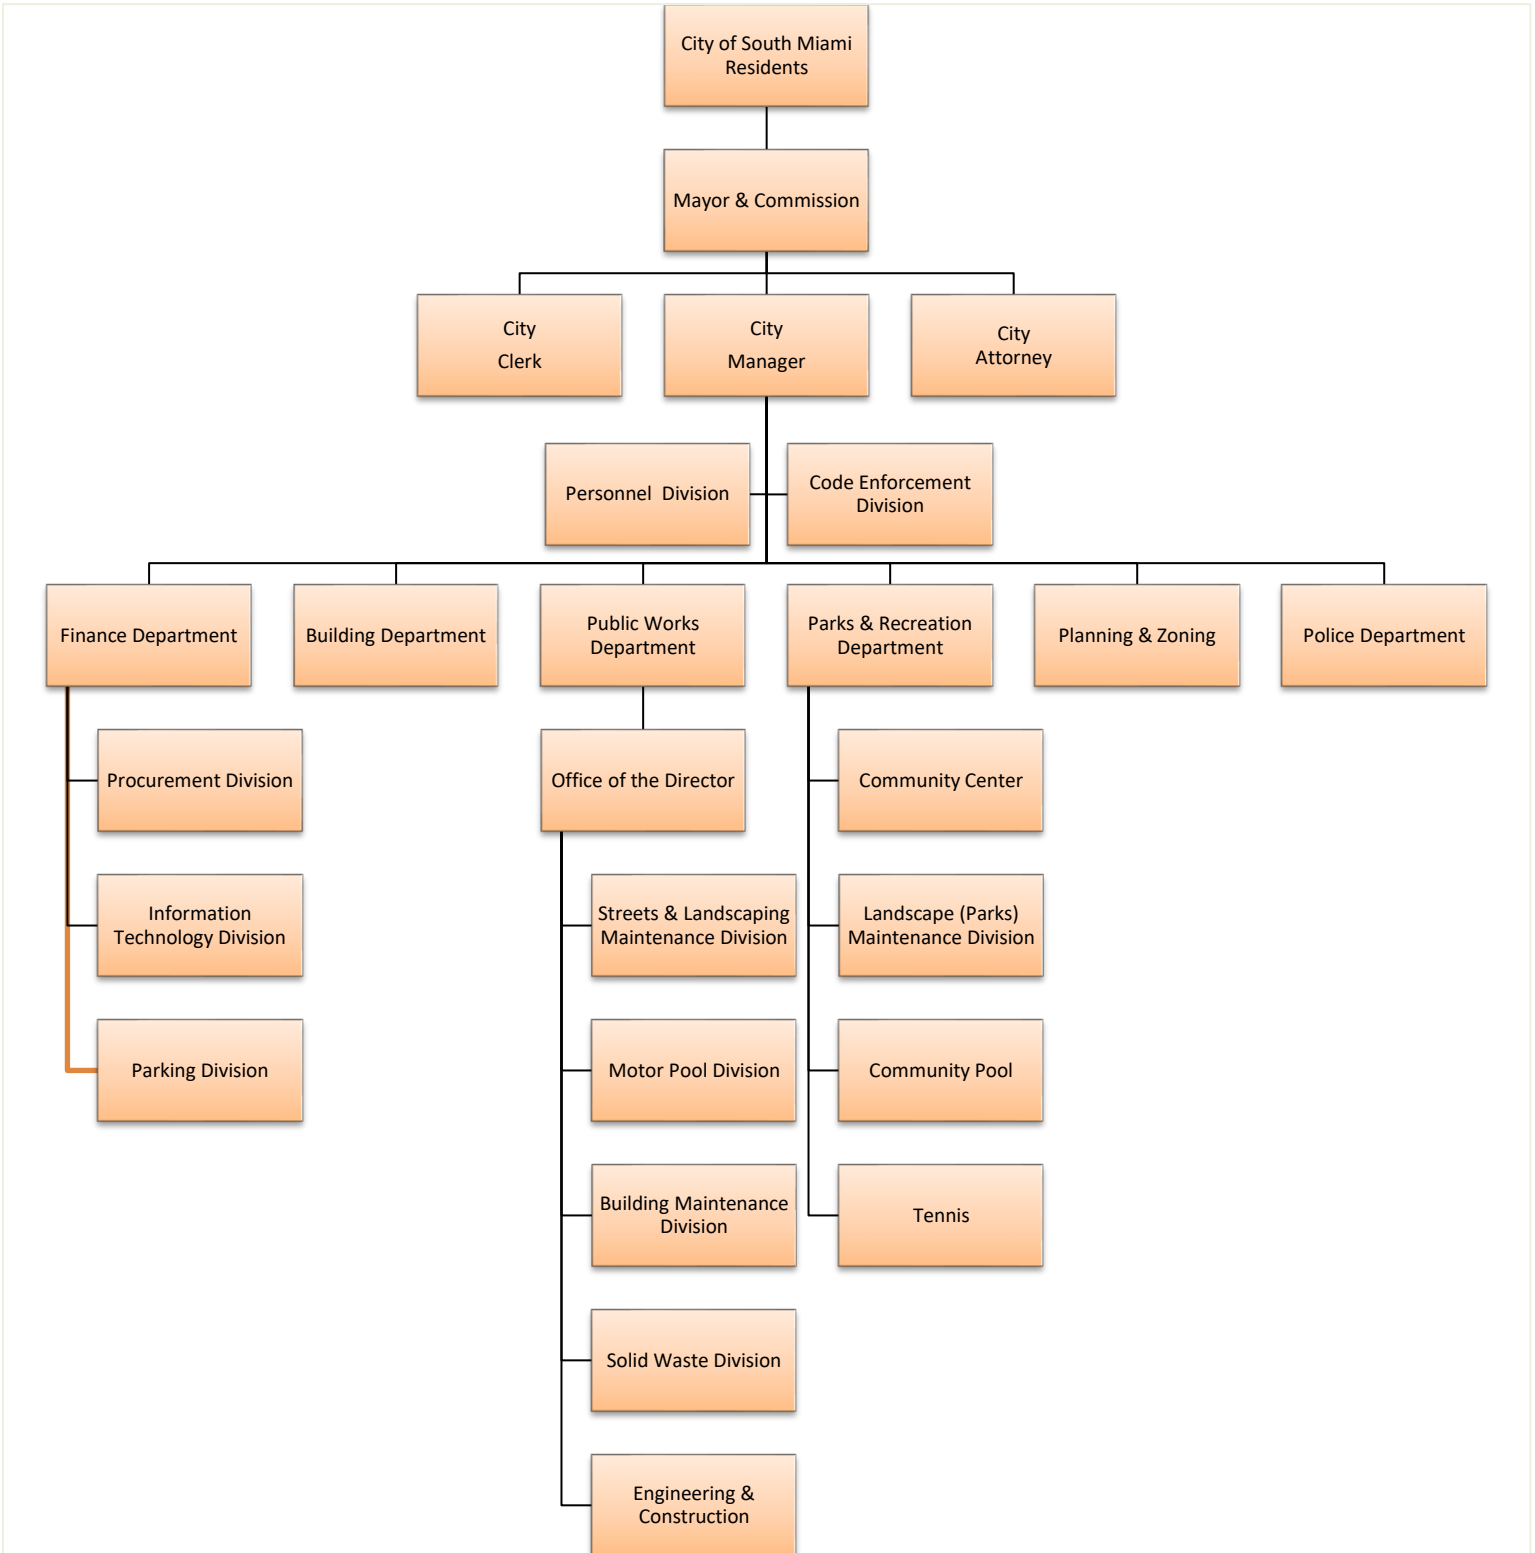 City of South Miami
Residents
Mayor & Commission
City
Clerk
City
Manager
City
Attorney
Personnel  Division
Code Enforcement
Division
Finance Department
Building Department
Public Works
Department
Parks & Recreation
Department
Planning & Zoning
Police Department
Procurement Division
Office of the Director
Community Center
Information
Technology Division
Streets & Landscaping
Maintenance Division
Landscape (Parks)
Maintenance Division
Parking Division
Motor Pool Division
Community Pool
Building Maintenance
Division
Tennis
Solid Waste Division
Engineering &
Construction